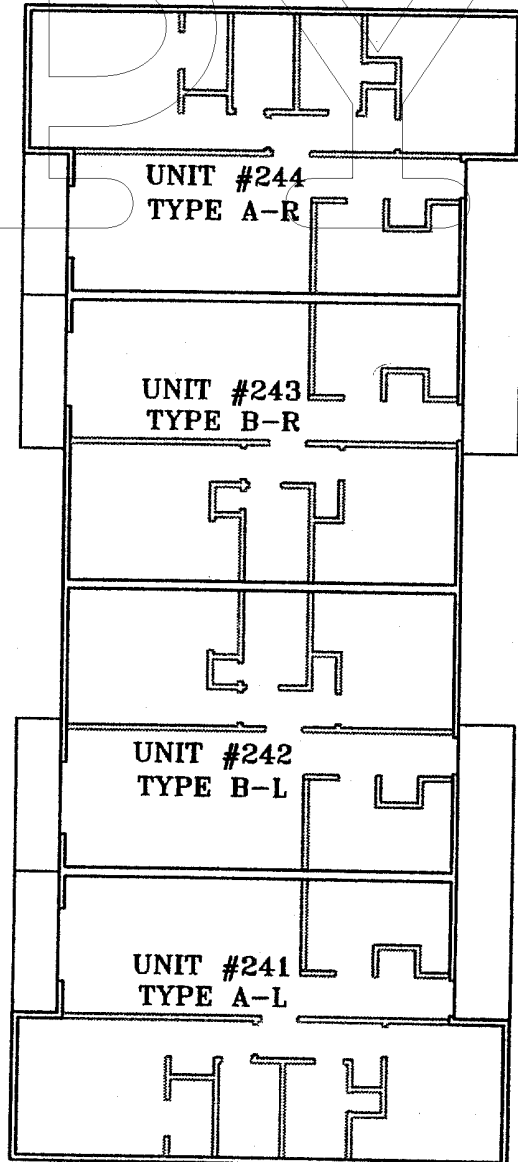 UNIT #244
TYPE A-R
UNIT #243
TYPE B-R
UNIT #242
TYPE B-L
UNIT #241
TYPE A-L